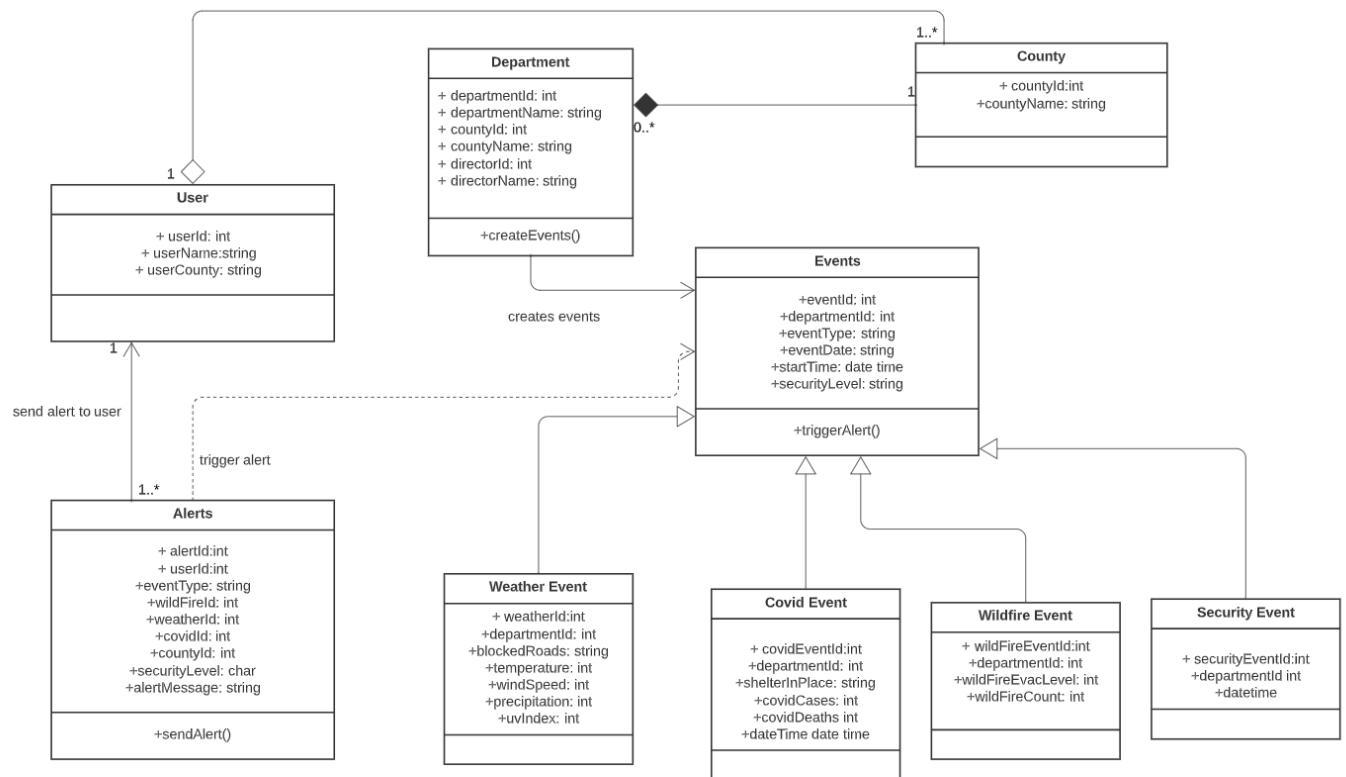 1..*
County
+ countyId:int
+countyName: string
1
Department
+ departmentId: int
+ departmentName: string
+ countyId: int
+ countyName: string
+ directorId: int
+ directorName: string
+createEvents()
0..*
1
User
+ userId: int
+ userName:string
+ userCounty: string
creates events
Events
+eventId: int
+departmentId: int
+eventType: string
+eventDate: string
+startTime: date time
+securityLevel: string
+triggerAlert()
1
send alert to user
trigger alert
1..*
Alerts
+ alertId:int
+ userId:int
+eventType: string
+wildFireId: int
+weatherId: int
+covidId: int
+countyId: int
+securityLevel: char
+alertMessage: string
+sendAlert()
Weather Event
+ weatherId:int
+departmentId: int
+blockedRoads: string
+temperature: int
+windSpeed: int
+precipitation: int
+uvIndex: int
Covid Event
+ covidEventId:int
+departmentId: int
+shelterInPlace: string
+covidCases: int
+covidDeaths int
+dateTime date time
Wildfire Event
+ wildFireEventId:int
+departmentId: int
+wildFireEvacLevel: int
+wildFireCount: int
Security Event
+ securityEventId:int
+departmentId int
+datetime